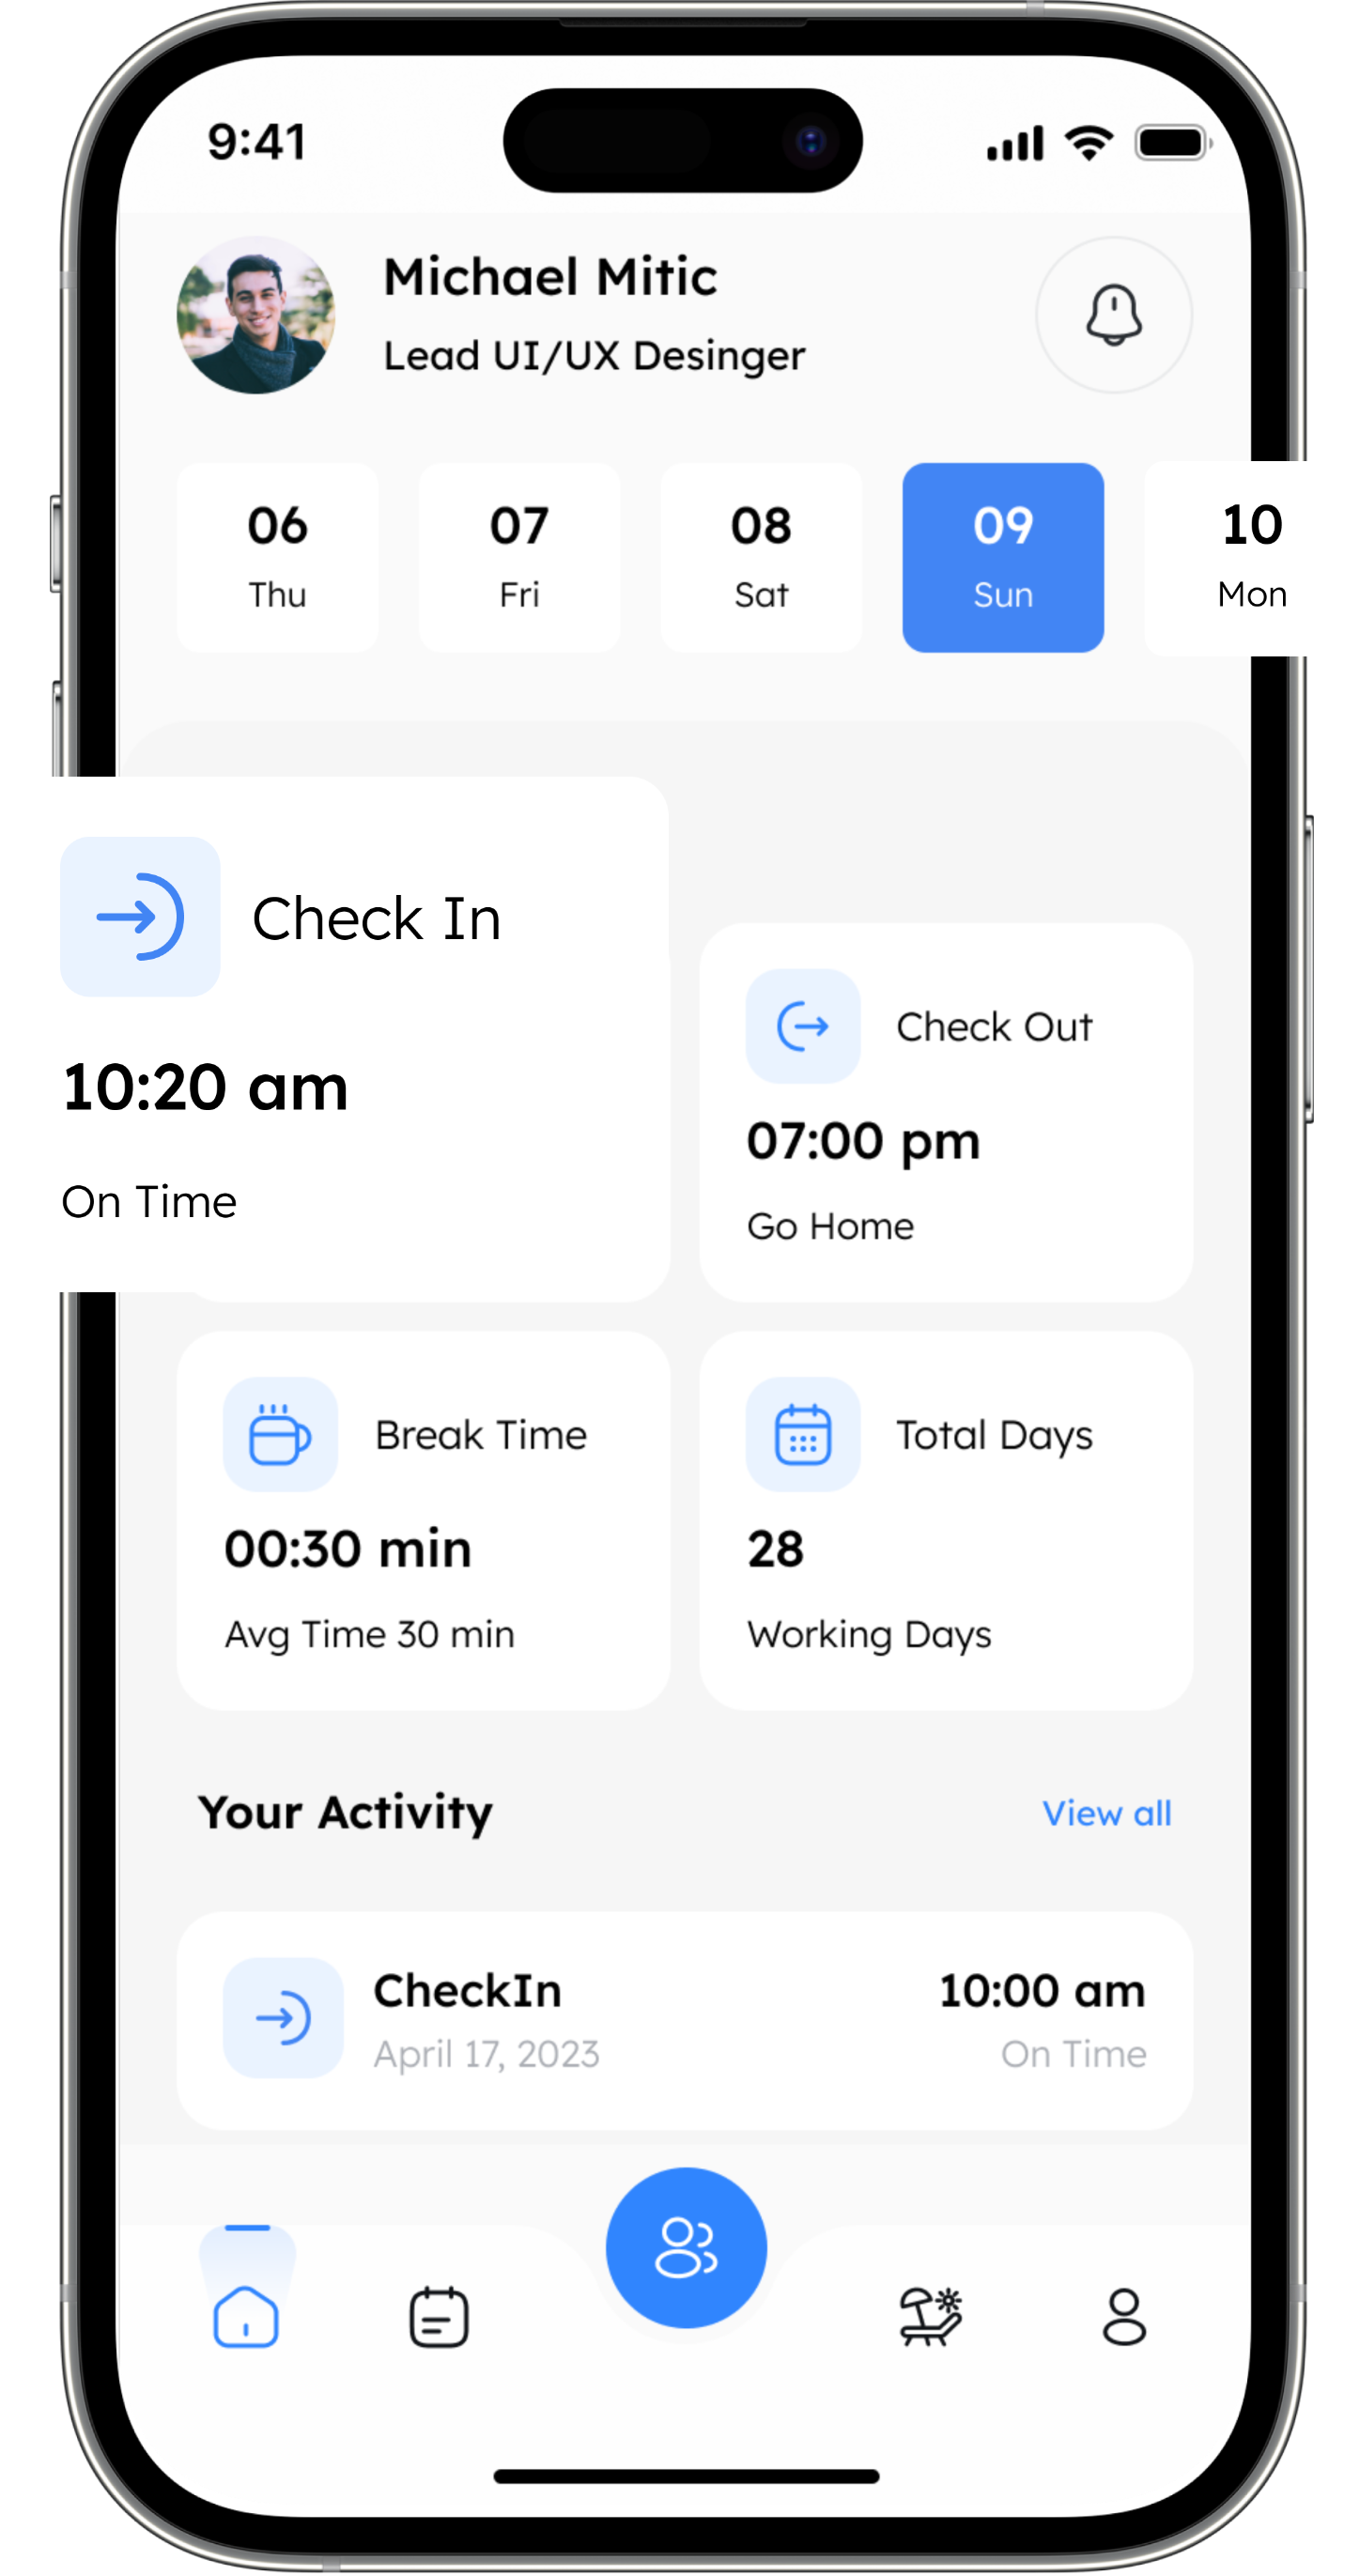 9:41
Michael Mitic
Lead UI/UX Desinger
06 07 08 09 10
Thu Fri Sat Sun Mon
Check In
10:20 am
On Time
Check Out
07:00 pm
Go Home
Break Time
00:30 min
Avg Time 30 min
Total Days
28
Working Days
Your Activity View all
CheckIn 10:00 am
April 17, 2023 On Time